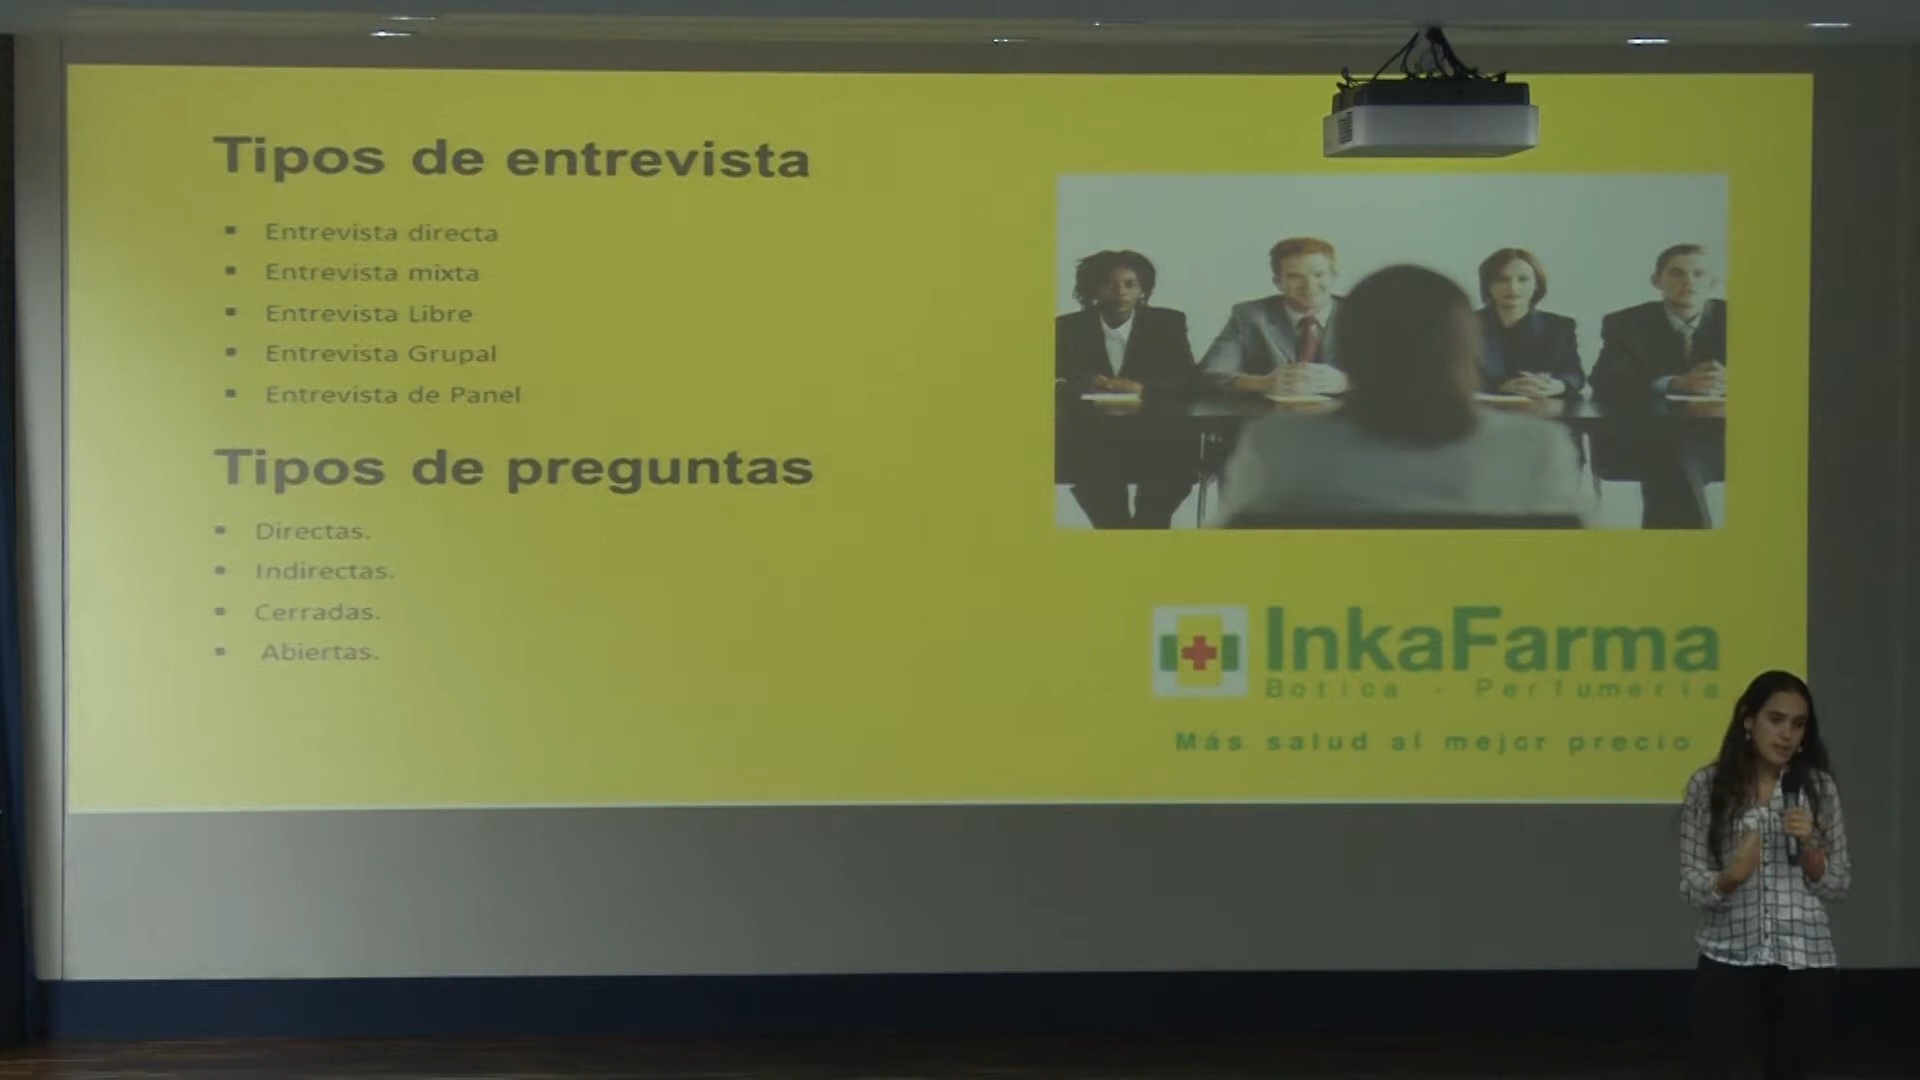 Tipos de entrevista
Entrevista directa
Entrevista mixta
Entrevista Libre
Entrevista Grupal
Entrevista de Panel
Tipos de preguntas
Directas.
Indirectas.
Cerradas.
Abiertas.
InkaFarma
Botica - Perfumería
Más salud al mejor precio